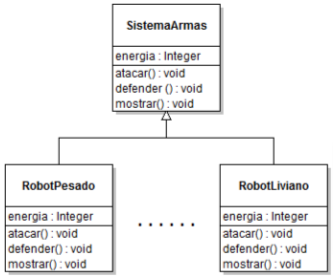 SistemaArmas
energia : Integer
atacar() : void
defender () : void
mostrar() : void
RobotPesado
energia : Integer
atacar() : void
defender() : void
mostrar() : void
. . . . . .
RobotLiviano
energia : Integer
atacar() : void
defender() : void
mostrar() : void